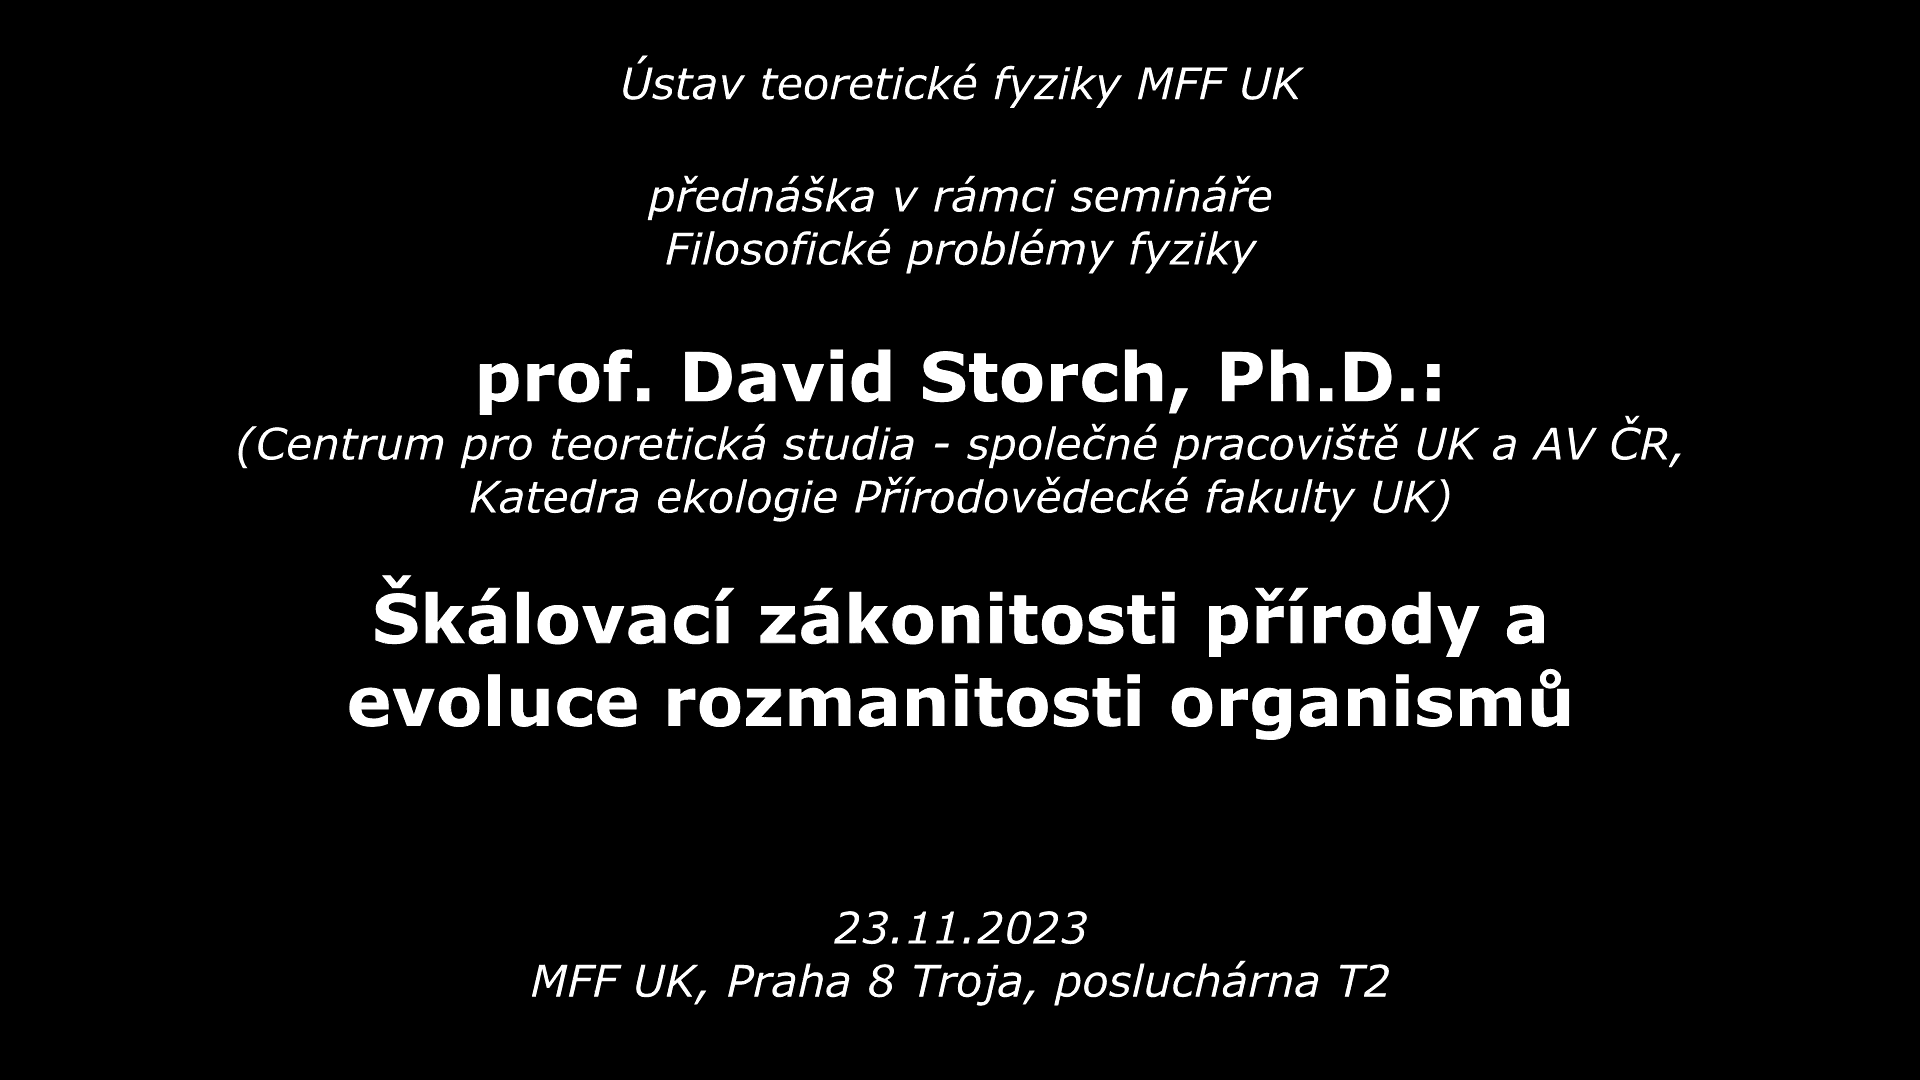 Ústav teoretické fyziky MFF UK
přednáška v rámci semináře
Filosofické problémy fyziky
prof. David Storch, Ph.D.:
(Centrum pro teoretická studia - společné pracoviště UK a AV ČR,
Katedra ekologie Přírodovědecké fakulty UK)
Škálovací zákonitosti přírody a
evoluce rozmanitosti organismů
23.11.2023
MFF UK, Praha 8 Troja, posluchárna T2